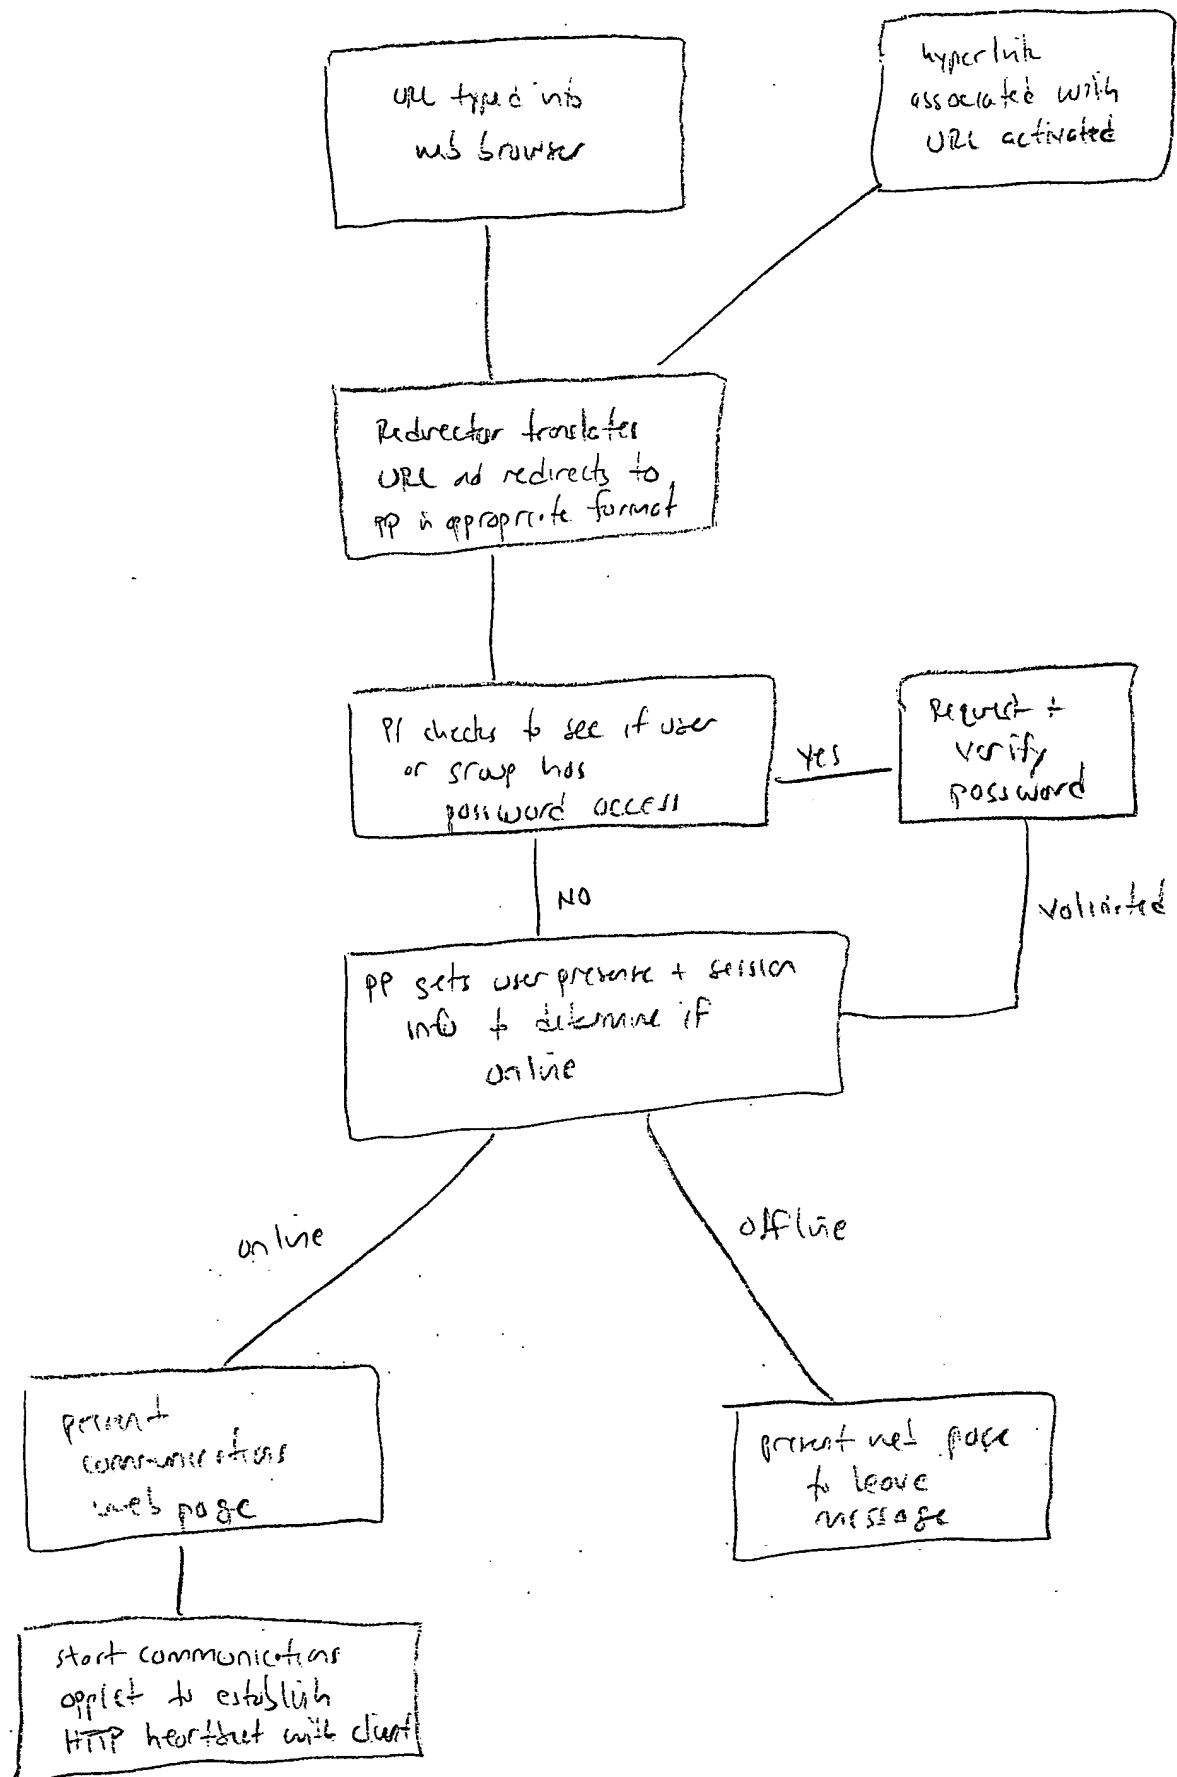 URL typed into
web browser
hyperlink
associated with
URL activated
Redirector translates
URL and redirects to
PP in appropriate format
PP checks to see if user
or group has
password access
Yes
Request +
verify
password
NO
Validated
PP gets user presence + session
info to determine if
online
online
offline
present
communications
web page
present web page
to leave
message
start communications
applet to establish
HTTP heartbeat with client